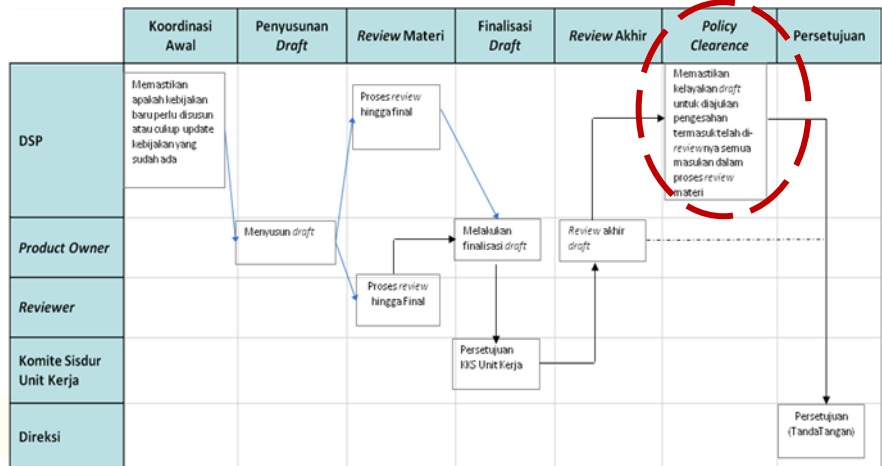 Koordinasi
Awal
Penyusunan
Draft
Review Materi
Finalisasi
Draft
Review Akhir
Policy
Clearence
Persetujuan
DSP
Memastikan
apakah kebijakan
baru perlu disusun
atau cukup update
kebijakan yang
sudah ada
Proses review
hingga final
Memastikan
kelayakan draft
untuk diajukan
pengesahan
termasuk telah di-
reviewnya semua
masukan dalam
proses review
materi
Product Owner
Menyusun draft
Melakukan
finalisasi draft
Review akhir
draft
Reviewer
Proses review
hingga Final
Komite Sisdur
Unit Kerja
Persetujuan
KKS Unit Kerja
Direksi
Persetujuan
(TandaTangan)